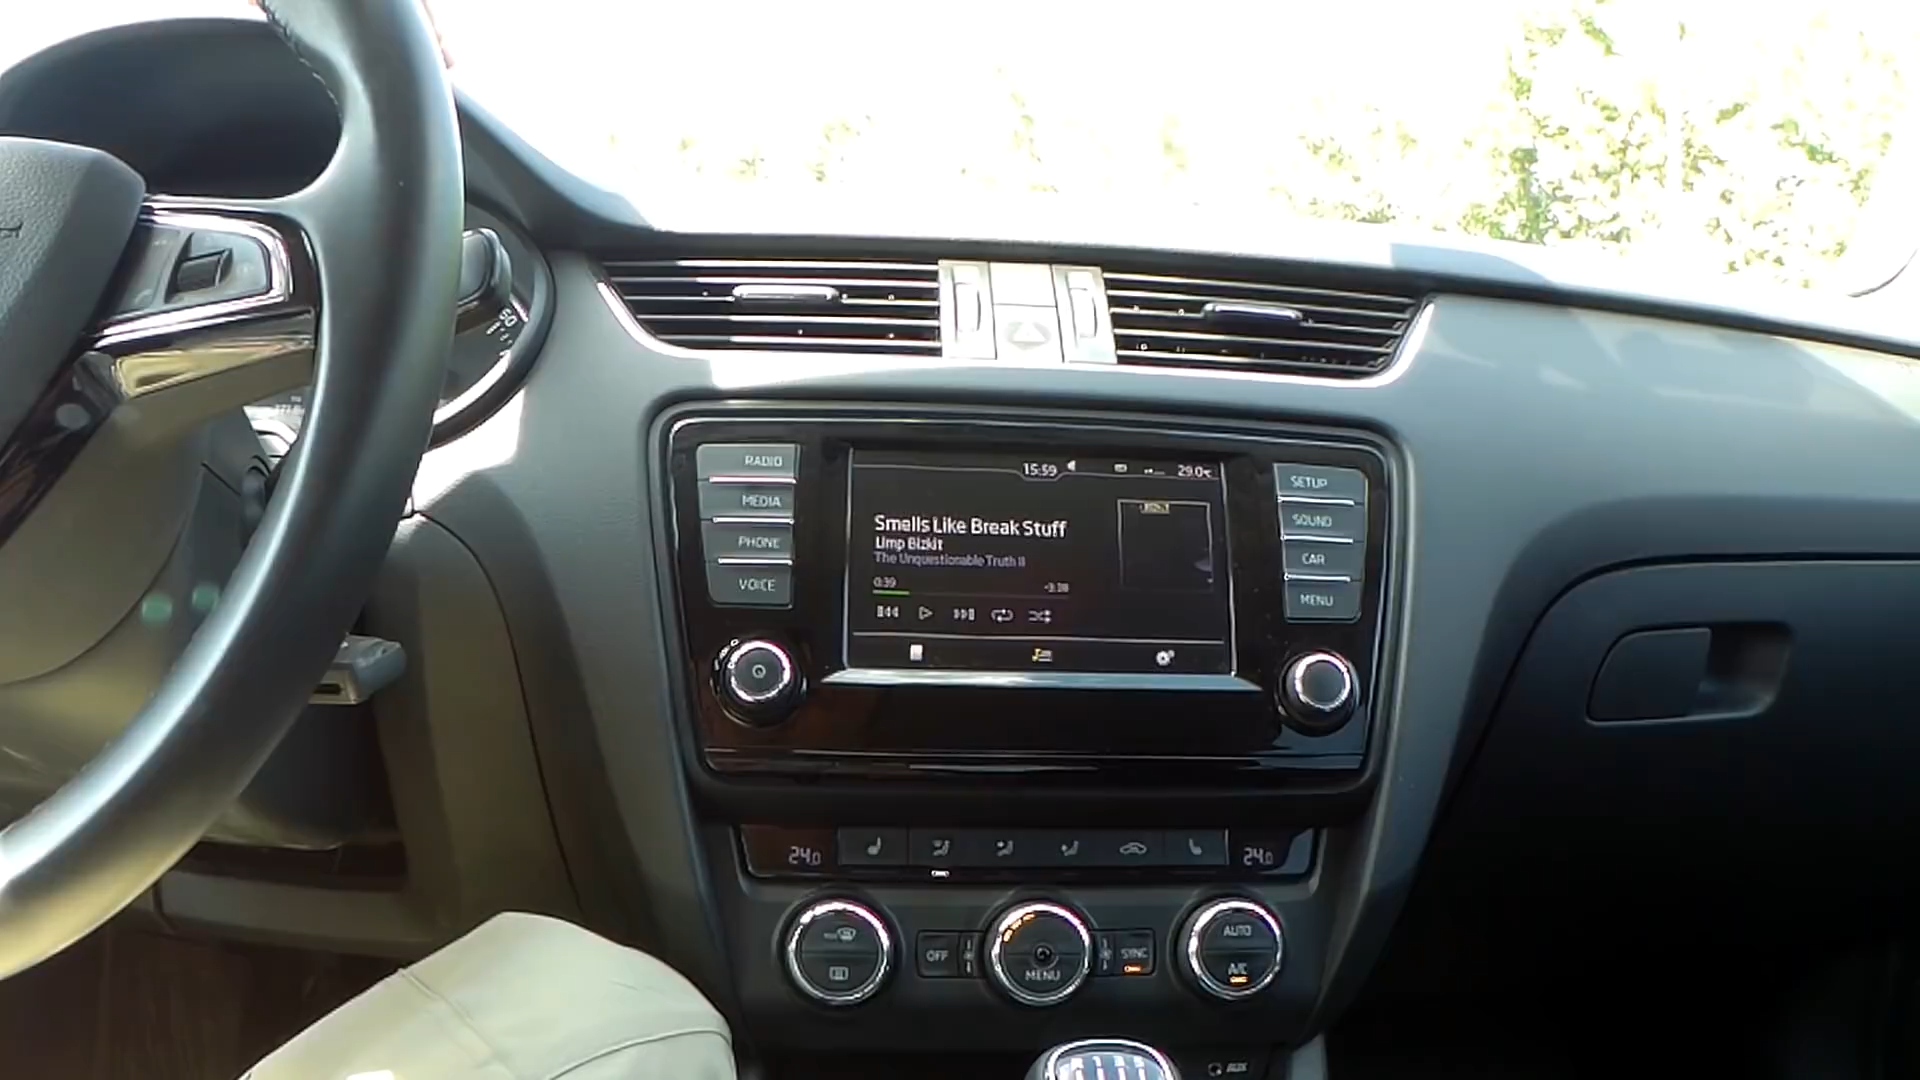 RADIO
MEDIA
PHONE
VOICE
15:59
29.0°C
Smells Like Break Stuff
Limp Bizkit
The Unquestionable Truth II
0:39
-3:38
SETUP
SOUND
CAR
MENU
24.0
24.0
OFF
MENU
SYNC
AUTO
A/C
AUX